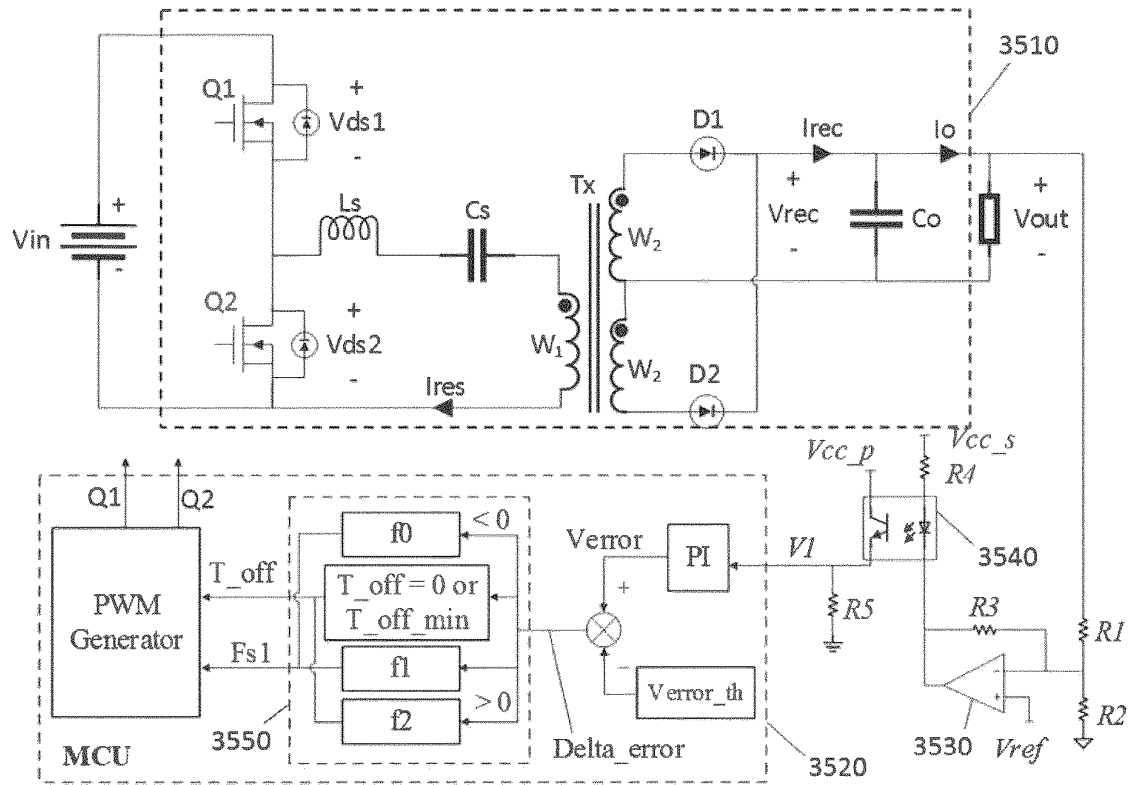 3510
Q1
+
Vds1
-
D1
Irec
Io
Tx
+
Vin
-
Ls
Cs
W2
+
Vrec
-
Co
+
Vout
-
Q2
+
Vds2
-
W1
W2
D2
Ires
Vcc_p
Vcc_s
R4
Q1
Q2
f0
< 0
Verror
PI
V1
3540
T_off
T_off = 0 or
T_off_min
+
R5
R3
R1
PWM
Generator
Fs1
f1
−
Verror_th
-
+
R2
> 0
f2
3550
MCU
Delta_error
3520
3530
Vref